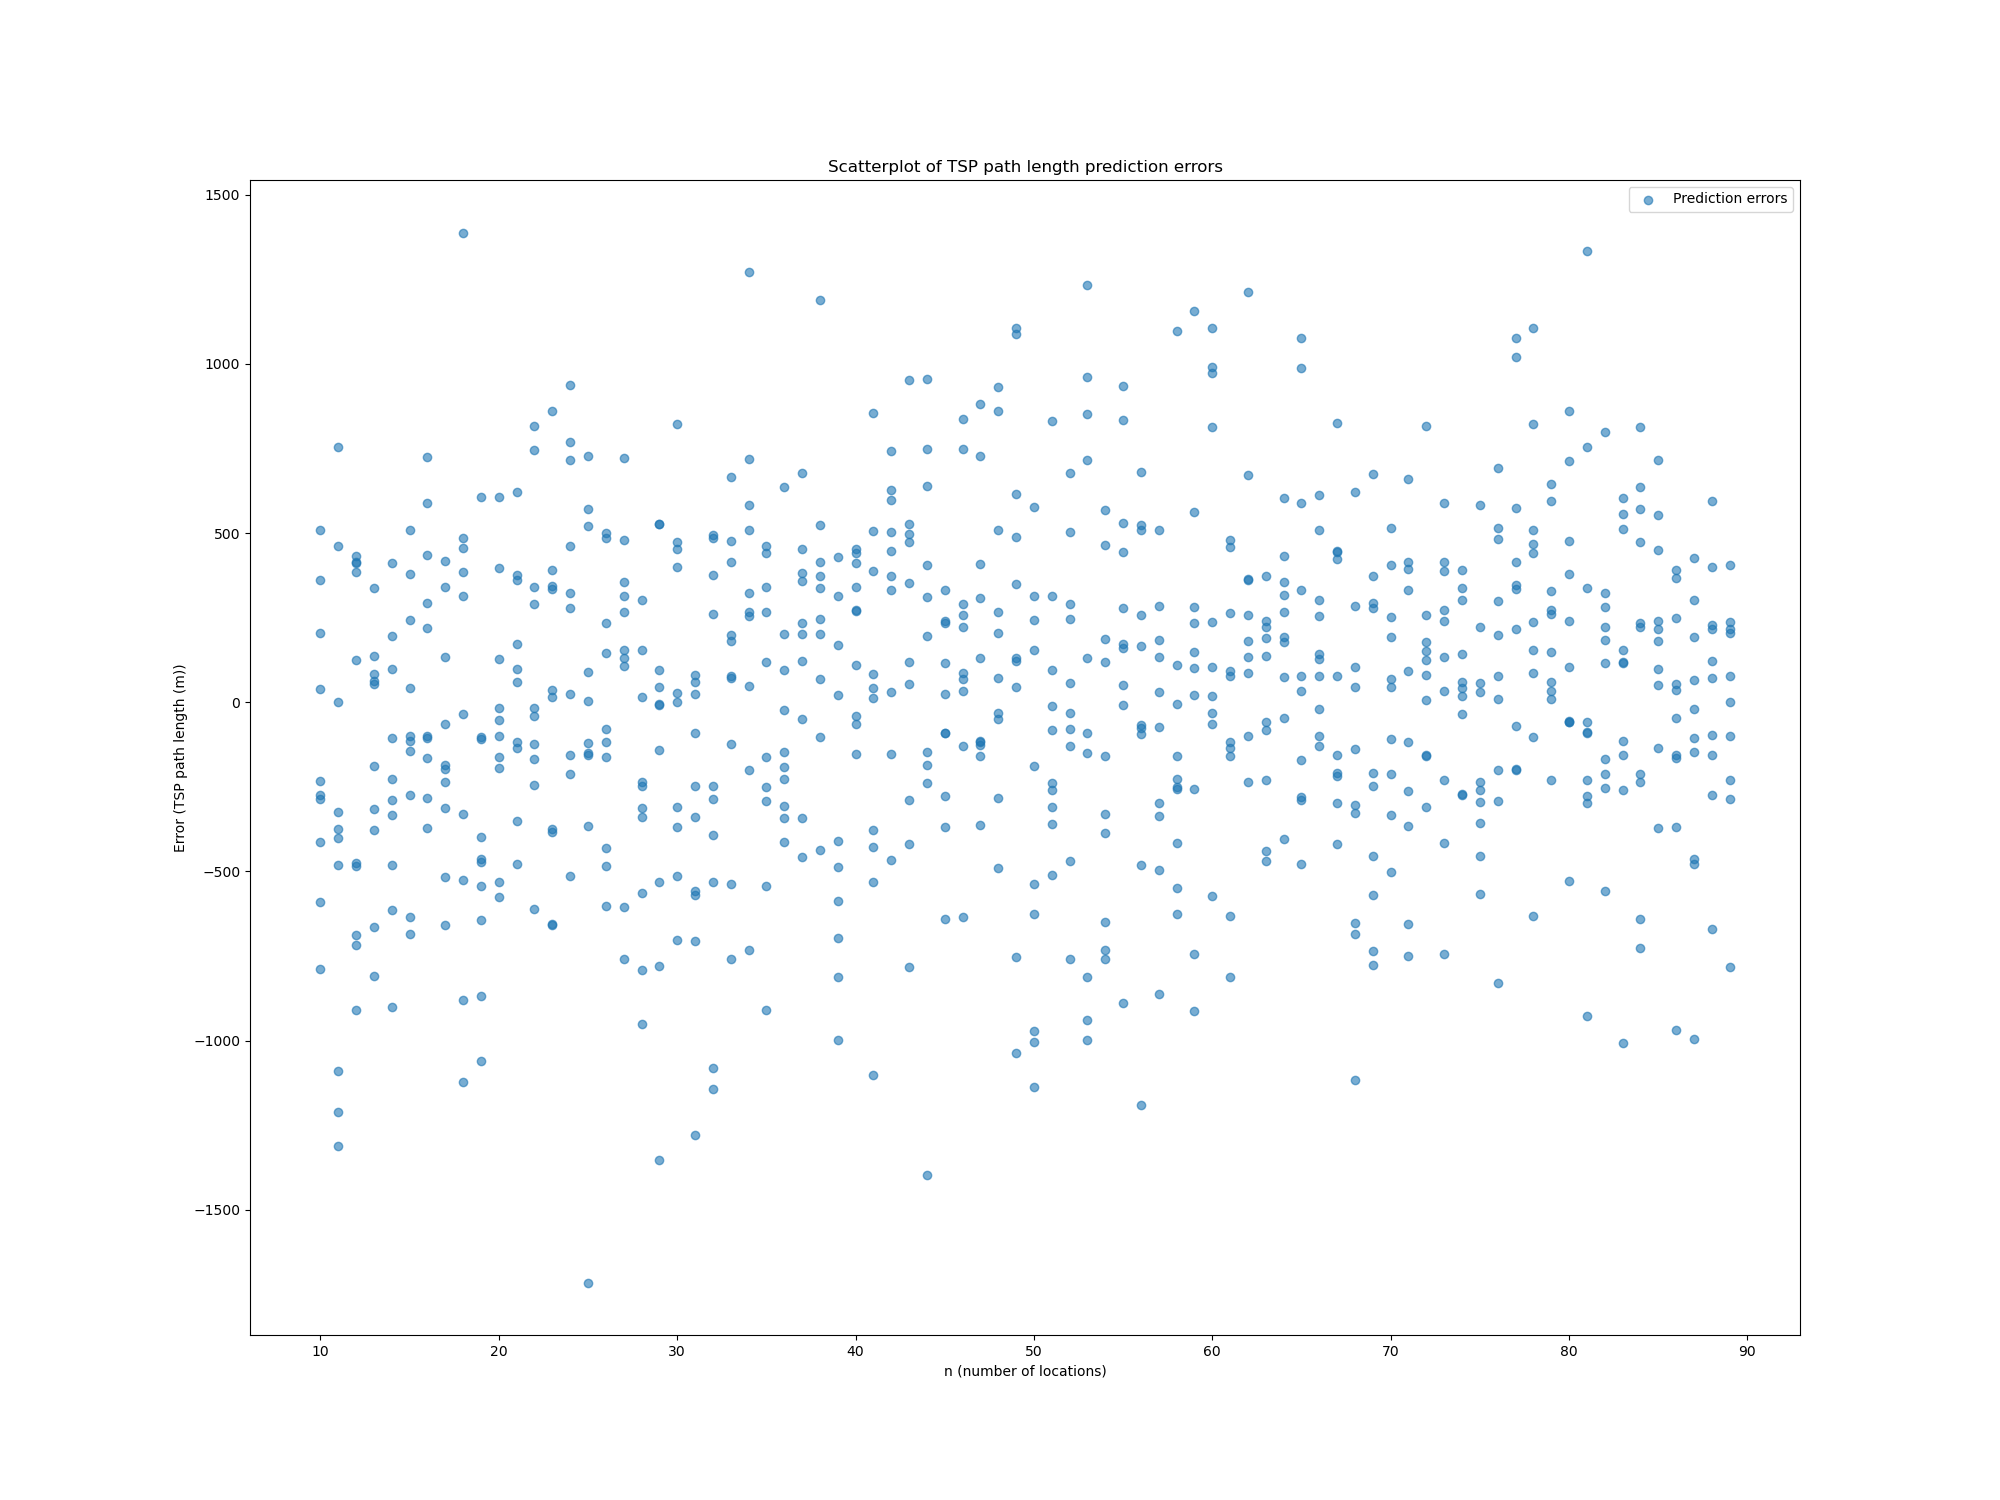 Scatterplot of TSP path length prediction errors
Prediction errors
1500
1000
500
0
−500
−1000
−1500
Error (TSP path length (m))
10 20 30 40 50 60 70 80 90
n (number of locations)